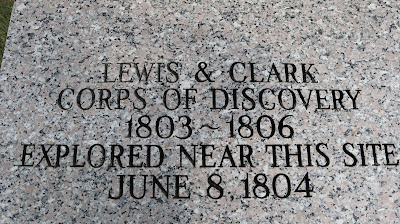 LEWIS & CLARK
CORPS OF DISCOVERY
1803~1806
EXPLORED NEAR THIS SITE
JUNE 8, 1804